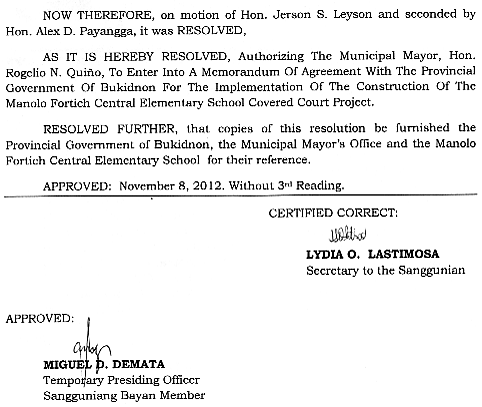 NOW THEREFORE, on motion of Hon. Jerson S. Leyson and seconded by
Hon. Alex D. Payangga, it was RESOLVED,
AS IT IS HEREBY RESOLVED, Authorizing The Municipal Mayor, Hon.
Rogelio N. Quiño, To Enter Into A Memorandum Of Agreement With The Provincial
Government Of Bukidnon For The Implementation Of The Construction Of The
Manolo Fortich Central Elementary School Covered Court Project.
RESOLVED FURTHER, that copies of this resolution be furnished the
Provincial Government of Bukidnon, the Municipal Mayor's Office and the Manolo
Fortich Central Elementary School for their reference.
APPROVED: November 8, 2012. Without 3rd Reading.
CERTIFIED CORRECT:
LYDIA O. LASTIMOSA
Secretary to the Sanggunian
APPROVED:
MIGUEL D. DEMATA
Temporary Presiding Officer
Sangguniang Bayan Member